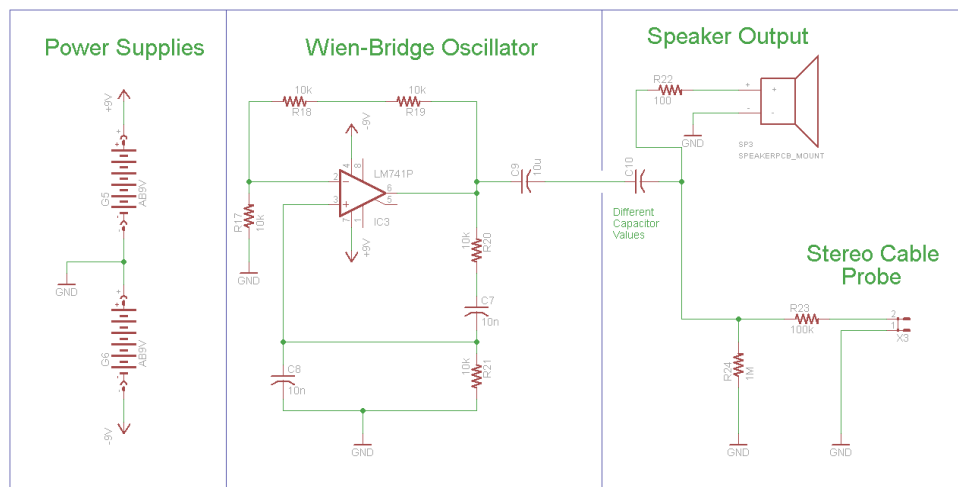 Power Supplies
Wien-Bridge Oscillator
Speaker Output
+9V
G5
AB9V
GND
G6
AB9V
-9V
10k
R18
10k
R19
-9V
4
8
LM741P
2
3
6
5
7
1
IC3
+9V
R17
10k
GND
10k
R20
C7
10n
10k
R21
C8
10n
GND
C9
10u
C10
Different
Capacitor
Values
R22
100
+
-
+
-
GND
SP3
SPEAKERPCB_MOUNT
Stereo Cable
Probe
R23
100k
2
1
X3
R24
1M
GND
GND